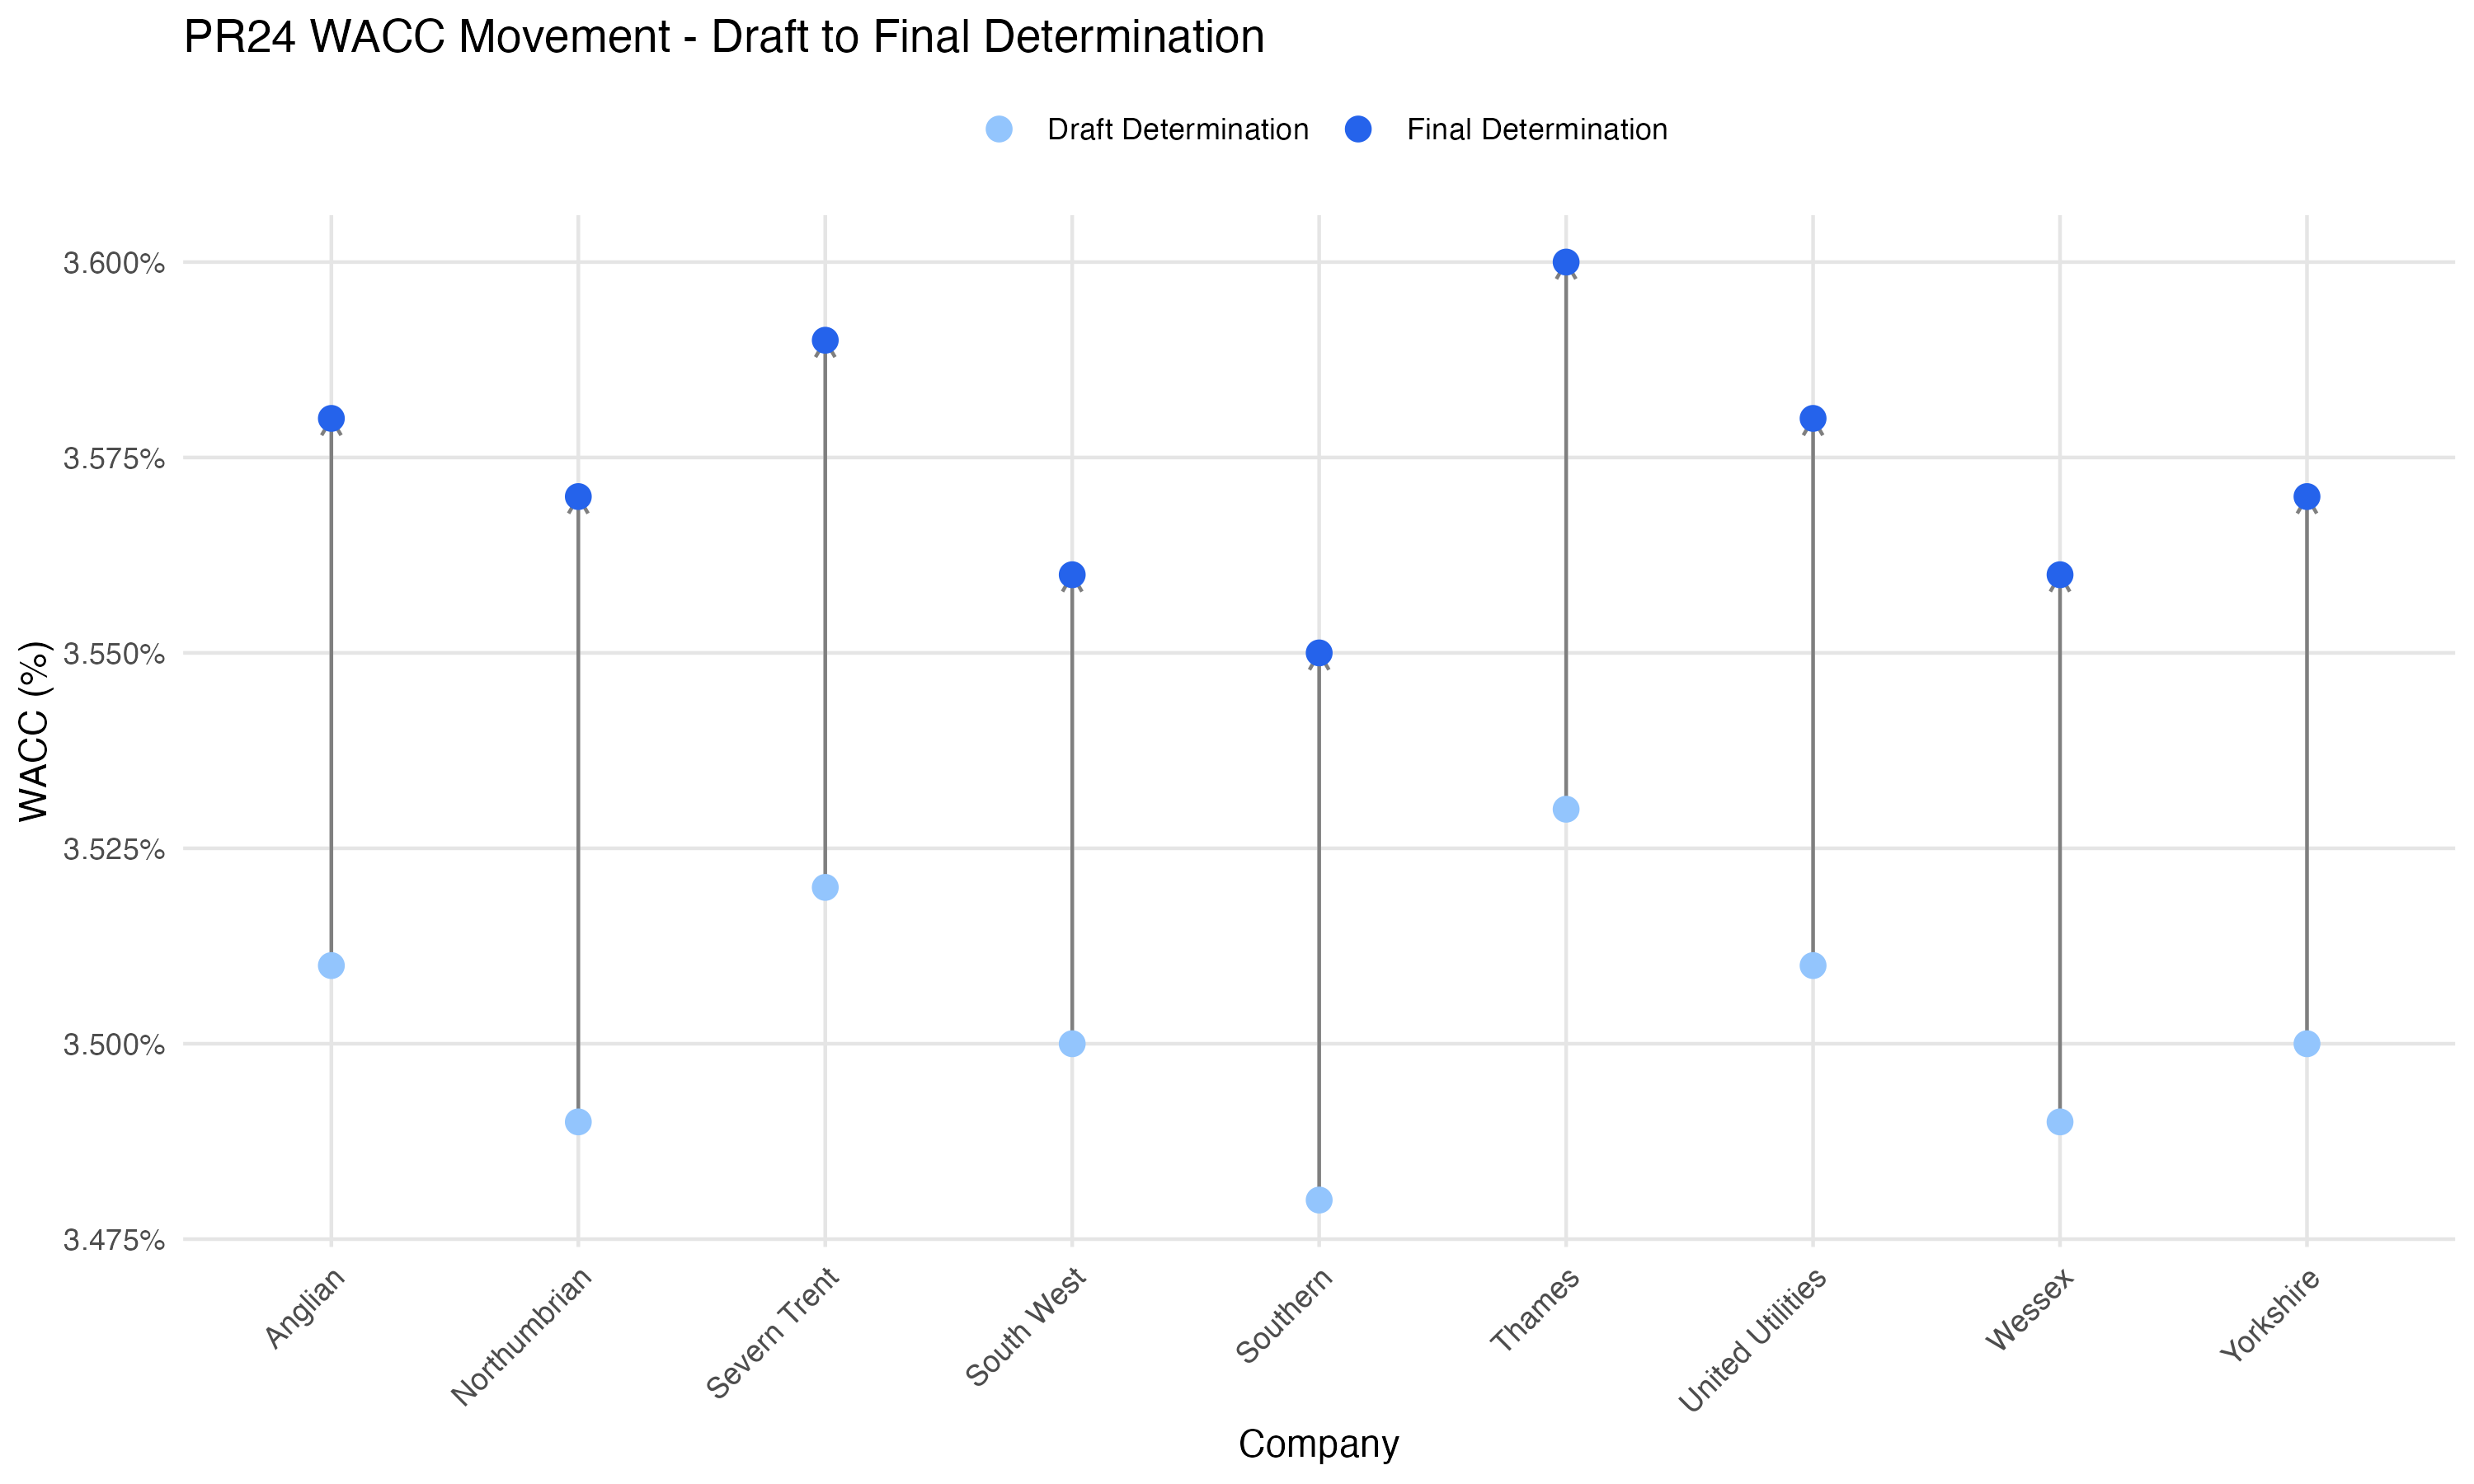 PR24 WACC Movement - Draft to Final Determination
Draft Determination
Final Determination
WACC (%)
3.600%
3.575%
3.550%
3.525%
3.500%
3.475%
Anglian
Northumbrian
Severn Trent
South West
Southern
Thames
United Utilities
Wessex
Yorkshire
Company